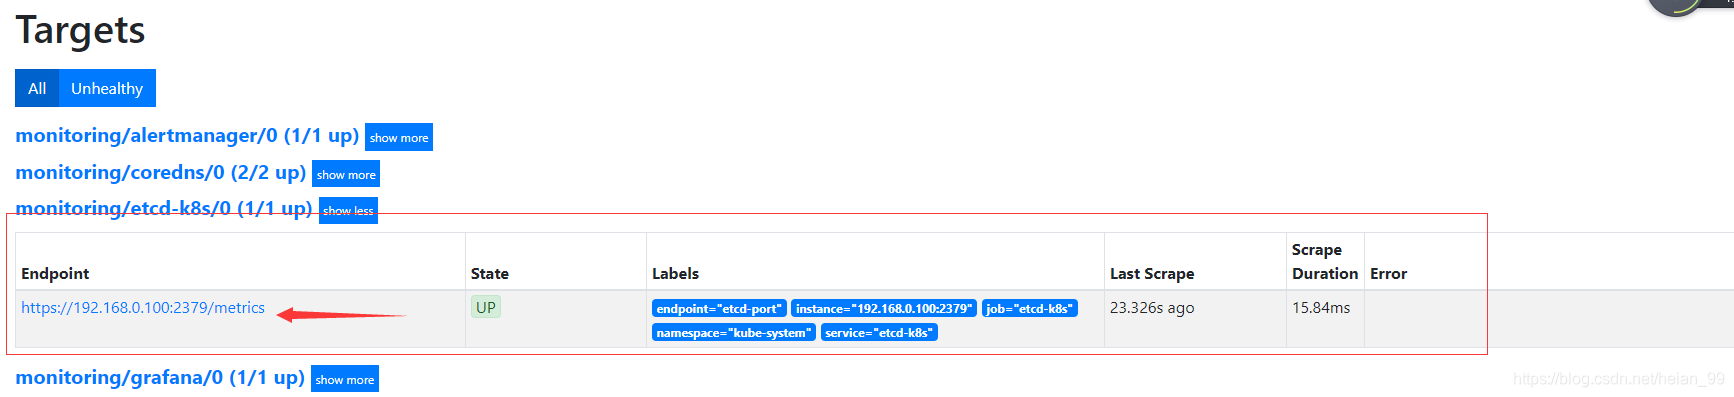 Targets
All Unhealthy
monitoring/alertmanager/0 (1/1 up) show more
monitoring/coredns/0 (2/2 up) show more
monitoring/etcd-k8s/0 (1/1 up) show less
Endpoint State Labels Last Scrape Scrape Duration Error
https://192.168.0.100:2379/metrics UP endpoint="etcd-port" instance="192.168.0.100:2379" job="etcd-k8s" 23.326s ago 15.84ms
namespace="kube-system" service="etcd-k8s"
monitoring/grafana/0 (1/1 up) show more
https://blog.csdn.net/heian_99